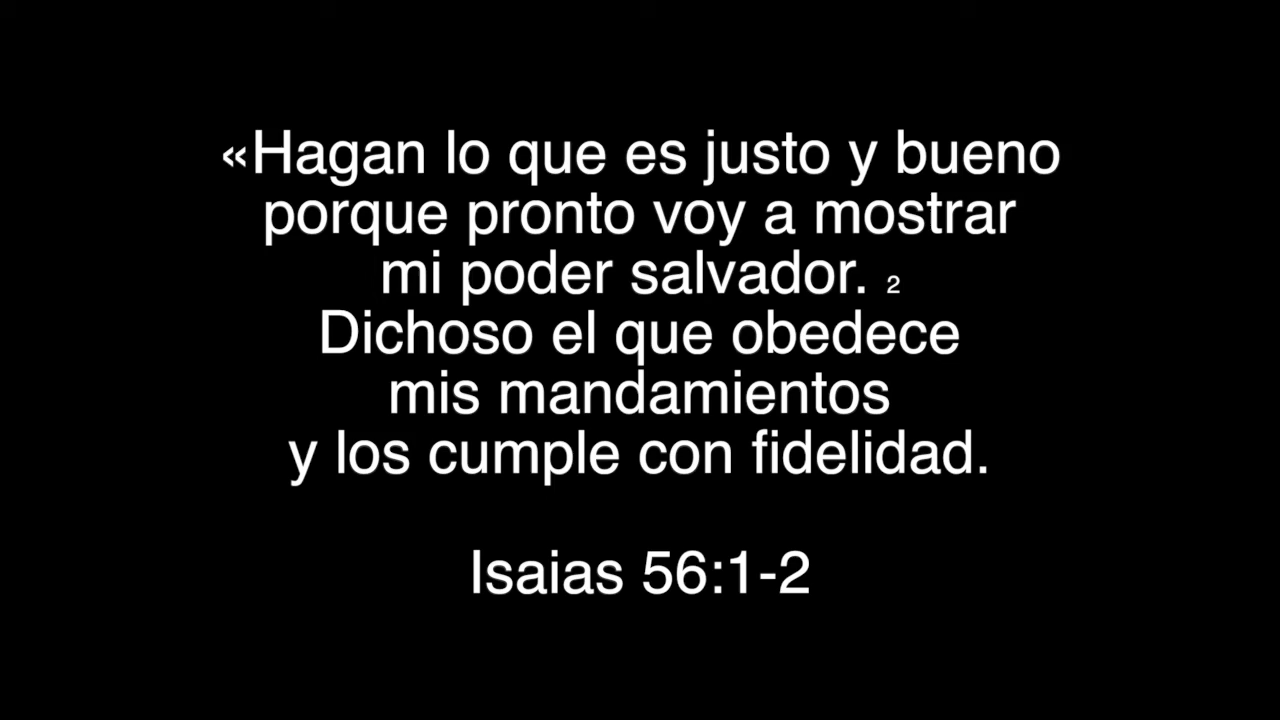 «Hagan lo que es justo y bueno
porque pronto voy a mostrar
mi poder salvador. 2
Dichoso el que obedece
mis mandamientos
y los cumple con fidelidad.
Isaias 56:1-2